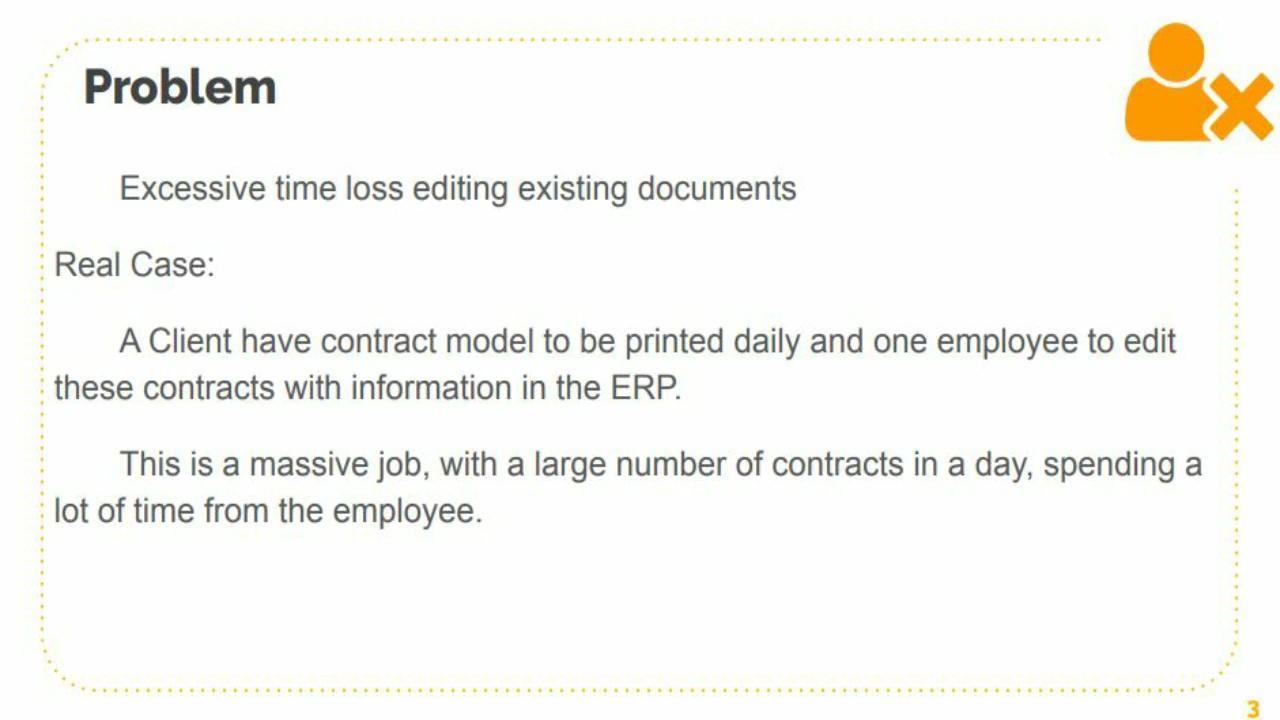 Problem
Excessive time loss editing existing documents
Real Case:
A Client have contract model to be printed daily and one employee to edit
these contracts with information in the ERP.
This is a massive job, with a large number of contracts in a day, spending a
lot of time from the employee.
3